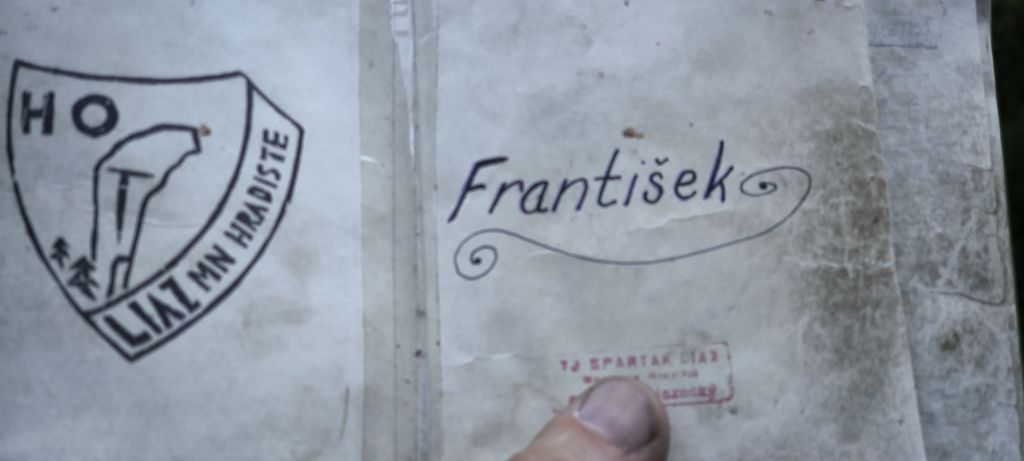 HO
LIAZ MN HRADISTE
František
TJ SPARTAK LIAZ